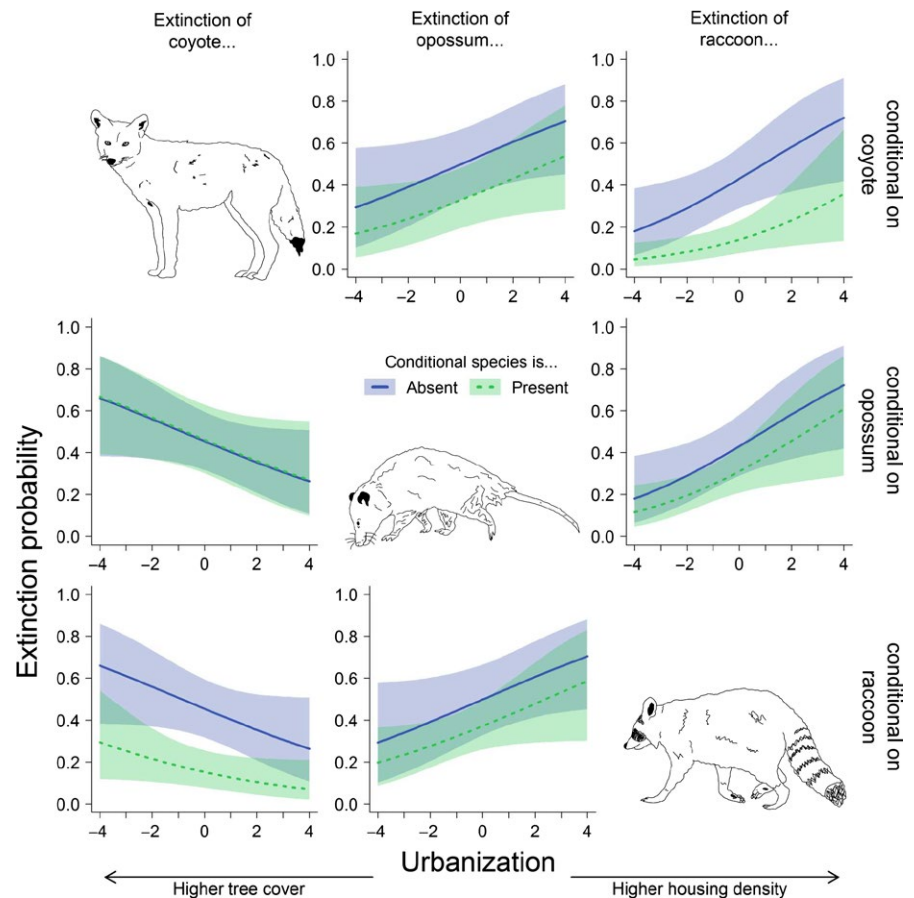 Extinction of
coyote...
Extinction of
opossum...
Extinction of
raccoon...
1.0
0.8
0.6
0.4
0.2
0.0
−4 −2 0 2 4
1.0
0.8
0.6
0.4
0.2
0.0
−4 −2 0 2 4
conditional on
coyote
1.0
0.8
0.6
0.4
0.2
0.0
−4 −2 0 2 4
Conditional species is...
Absent Present
1.0
0.8
0.6
0.4
0.2
0.0
−4 −2 0 2 4
conditional on
opossum
Extinction probability
1.0
0.8
0.6
0.4
0.2
0.0
−4 −2 0 2 4
1.0
0.8
0.6
0.4
0.2
0.0
−4 −2 0 2 4
conditional on
raccoon
Urbanization
Higher tree cover
Higher housing density